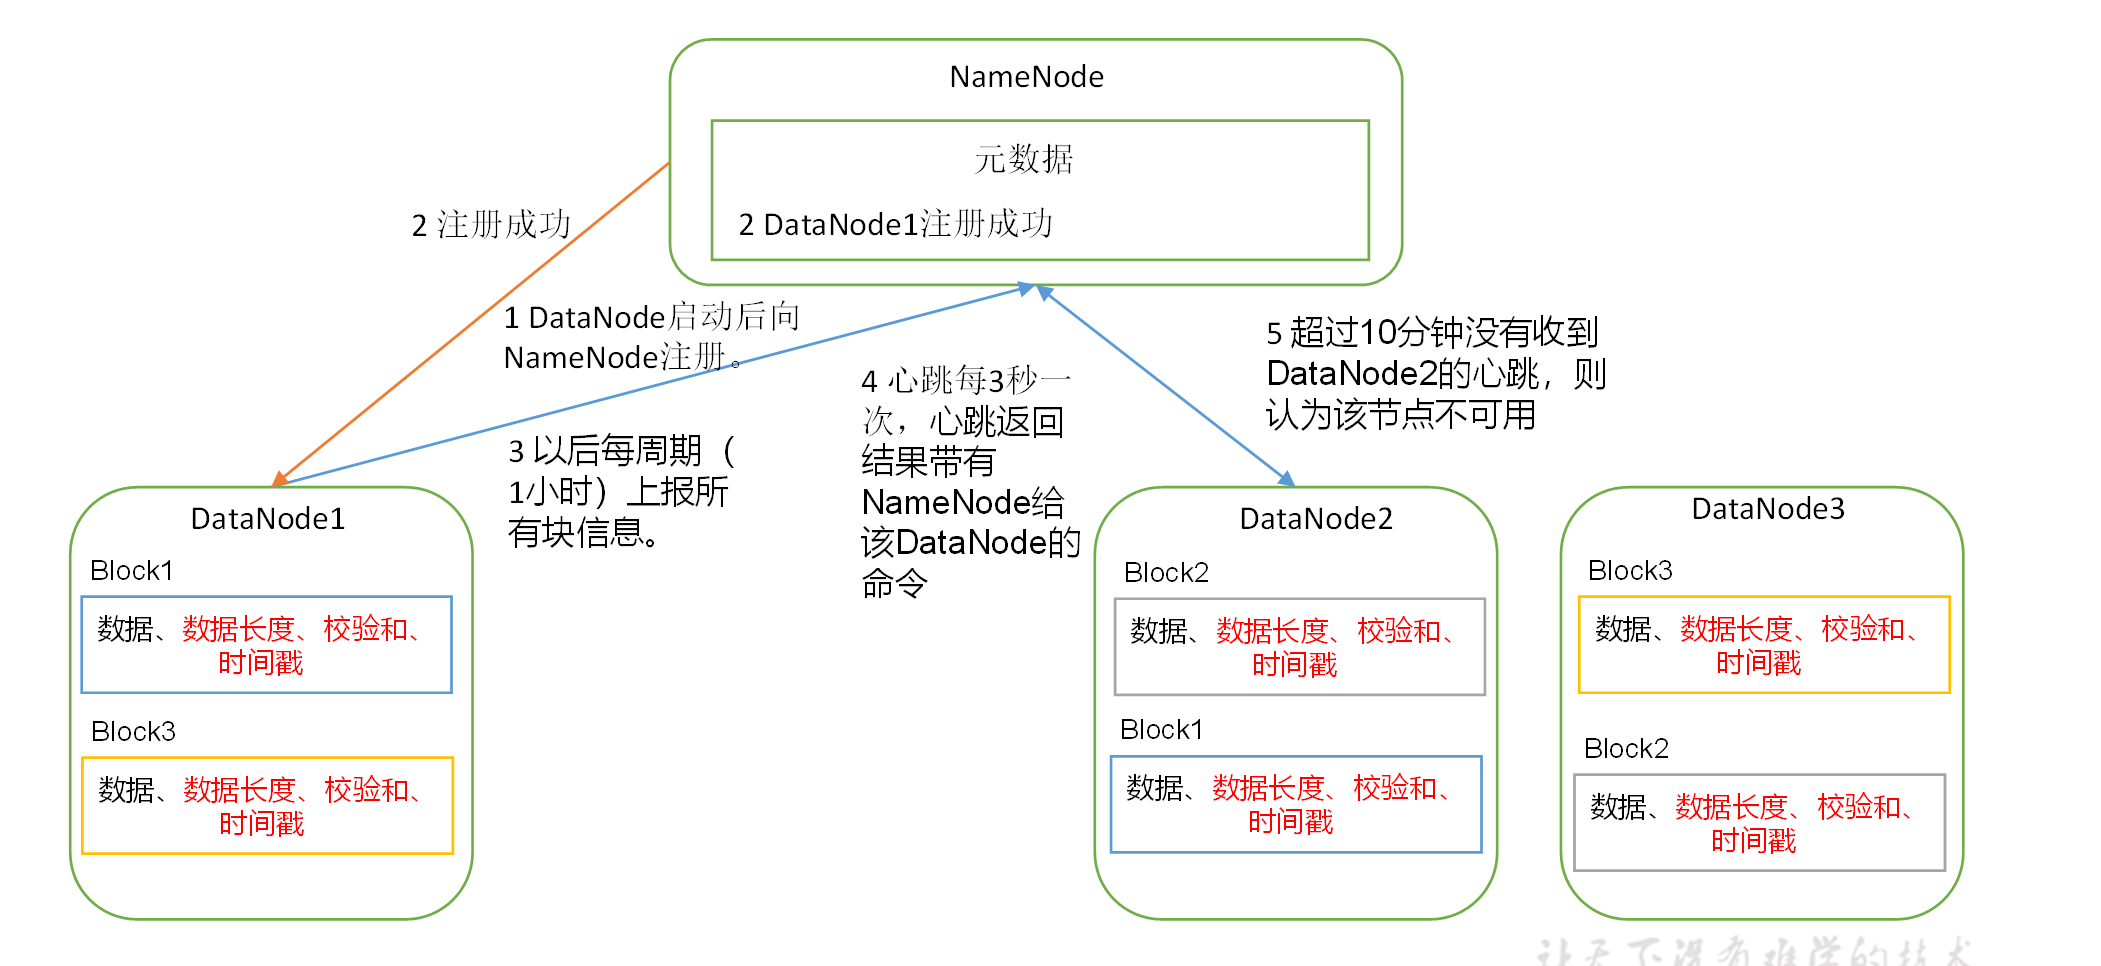 NameNode
元数据
2 DataNode1注册成功
2 注册成功
1 DataNode启动后向
NameNode注册。
3 以后每周期（
1小时）上报所
有块信息。
4 心跳每3秒一
次，心跳返回
结果带有
NameNode给
该DataNode的
命令
5 超过10分钟没有收到
DataNode2的心跳，则
认为该节点不可用
DataNode1
Block1
数据、数据长度、校验和、
时间戳
Block3
数据、数据长度、校验和、
时间戳
DataNode2
Block2
数据、数据长度、校验和、
时间戳
Block1
数据、数据长度、校验和、
时间戳
DataNode3
Block3
数据、数据长度、校验和、
时间戳
Block2
数据、数据长度、校验和、
时间戳
让天下没有难学的技术